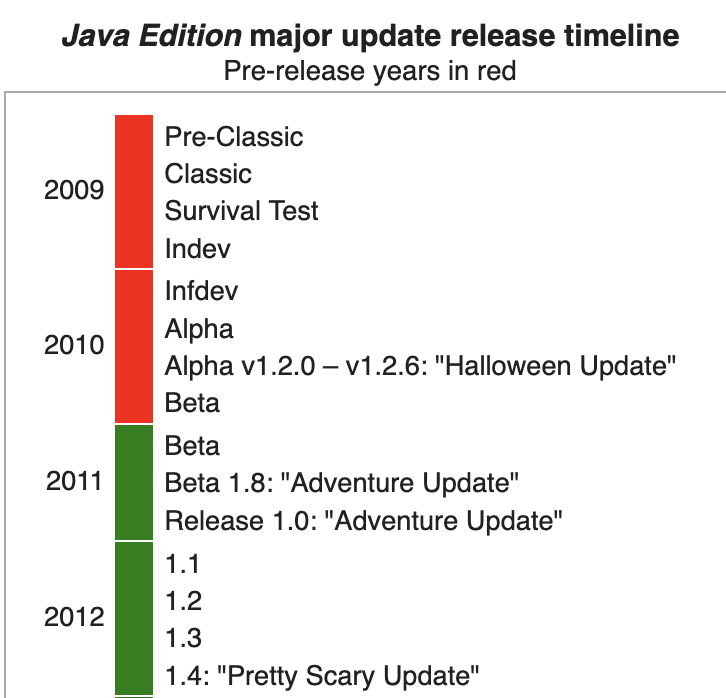 Java Edition major update release timeline
Pre-release years in red
2009
Pre-Classic
Classic
Survival Test
Indev
2010
Infdev
Alpha
Alpha v1.2.0 – v1.2.6: "Halloween Update"
Beta
2011
Beta
Beta 1.8: "Adventure Update"
Release 1.0: "Adventure Update"
2012
1.1
1.2
1.3
1.4: "Pretty Scary Update"